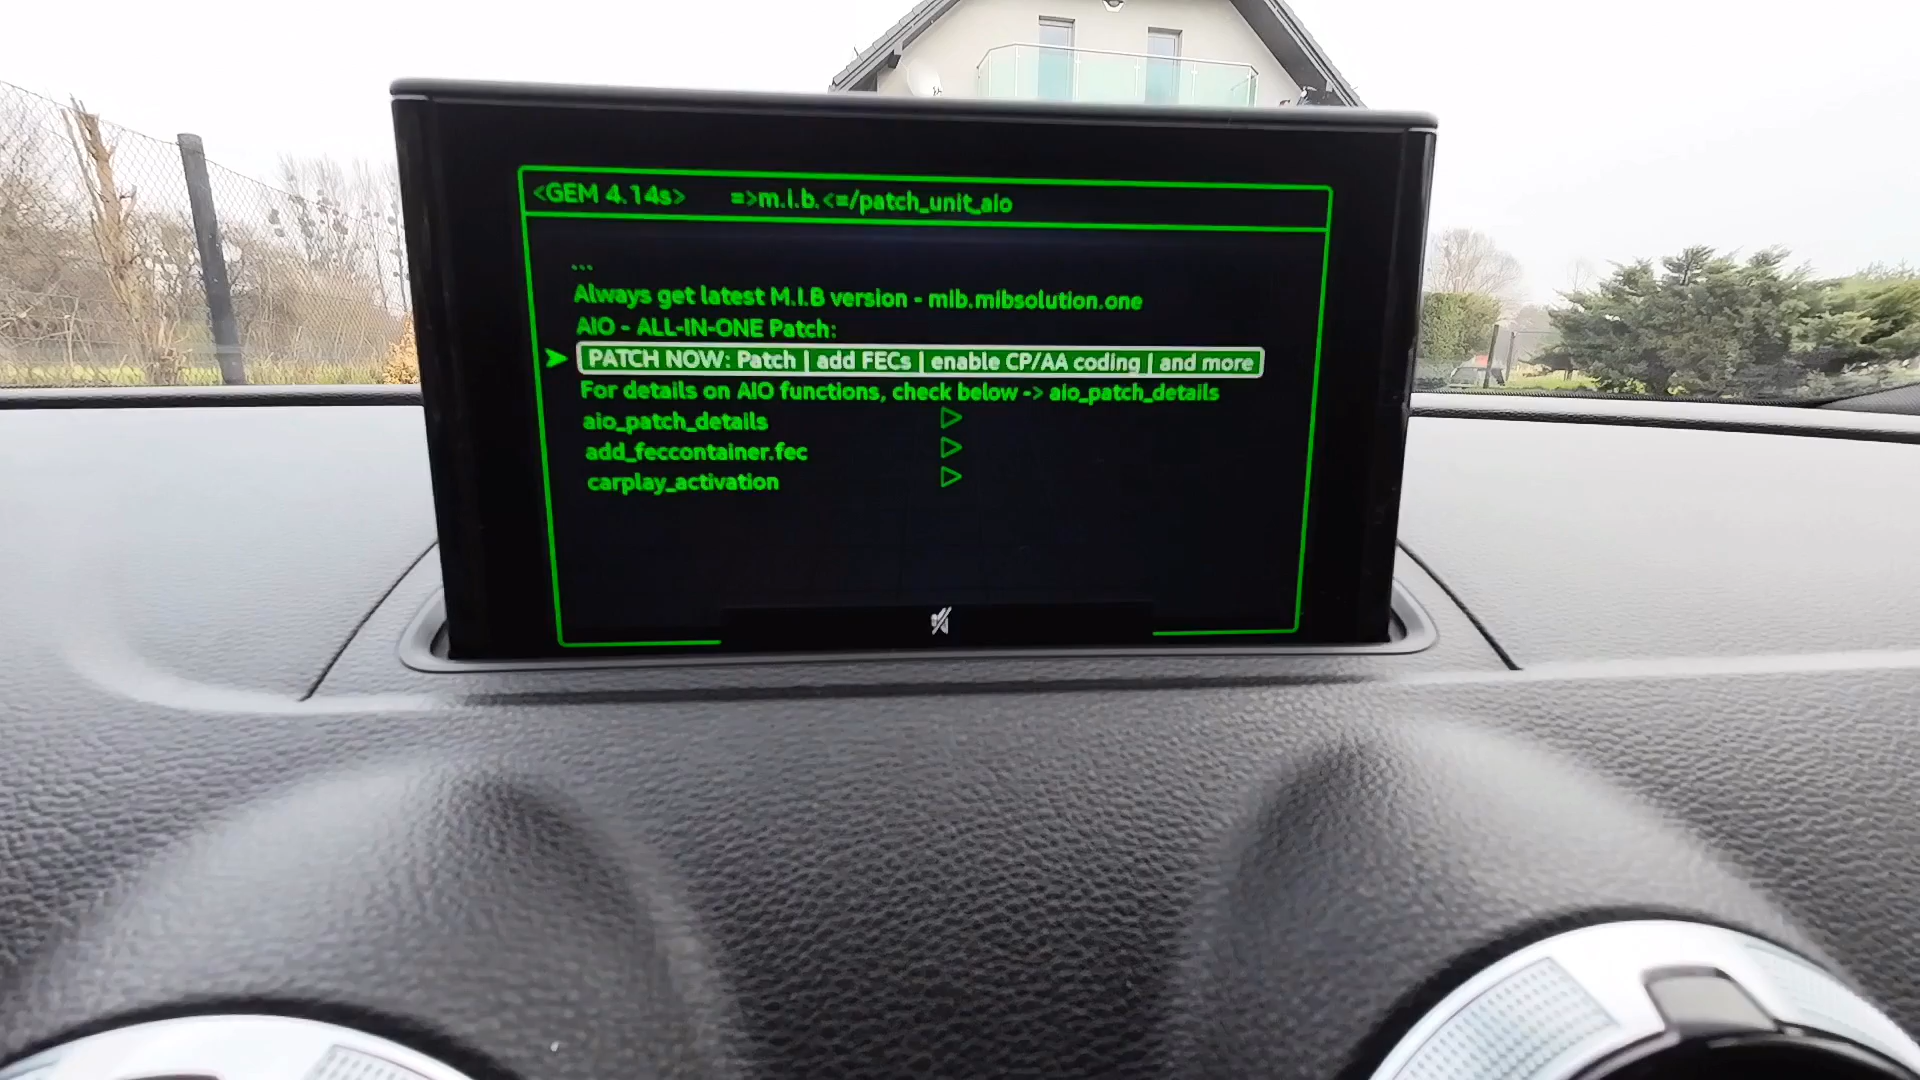 <GEM 4.14s> =>m.i.b.<=/patch_unit_aio
...
Always get latest M.I.B version - mib.mibsolution.one
AIO - ALL-IN-ONE Patch:
PATCH NOW: Patch | add FECs | enable CP/AA coding | and more
For details on AIO functions, check below -> aio_patch_details
aio_patch_details
add_feccontainer.fec
carplay_activation